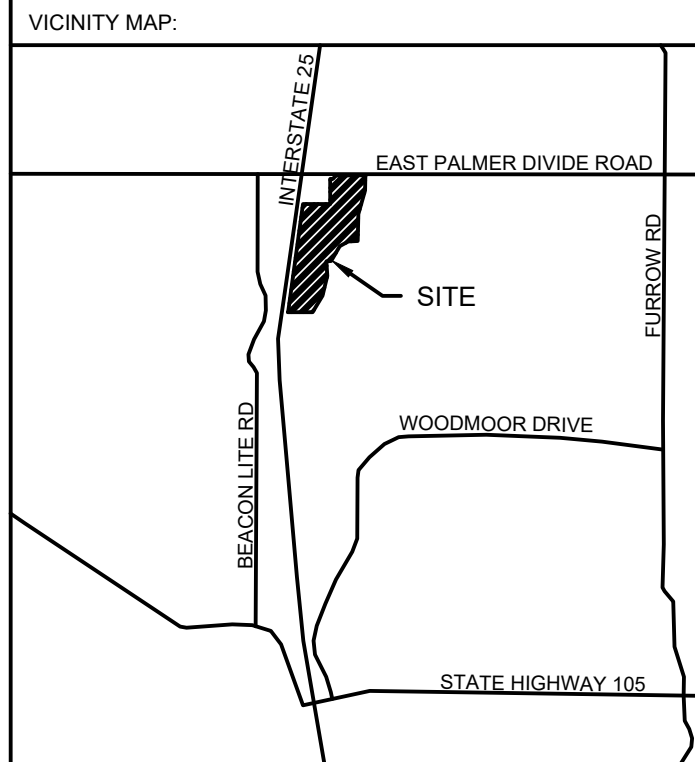 VICINITY MAP:
INTERSTATE 25
EAST PALMER DIVIDE ROAD
FURROW RD
SITE
BEACON LITE RD
WOODMOOR DRIVE
STATE HIGHWAY 105